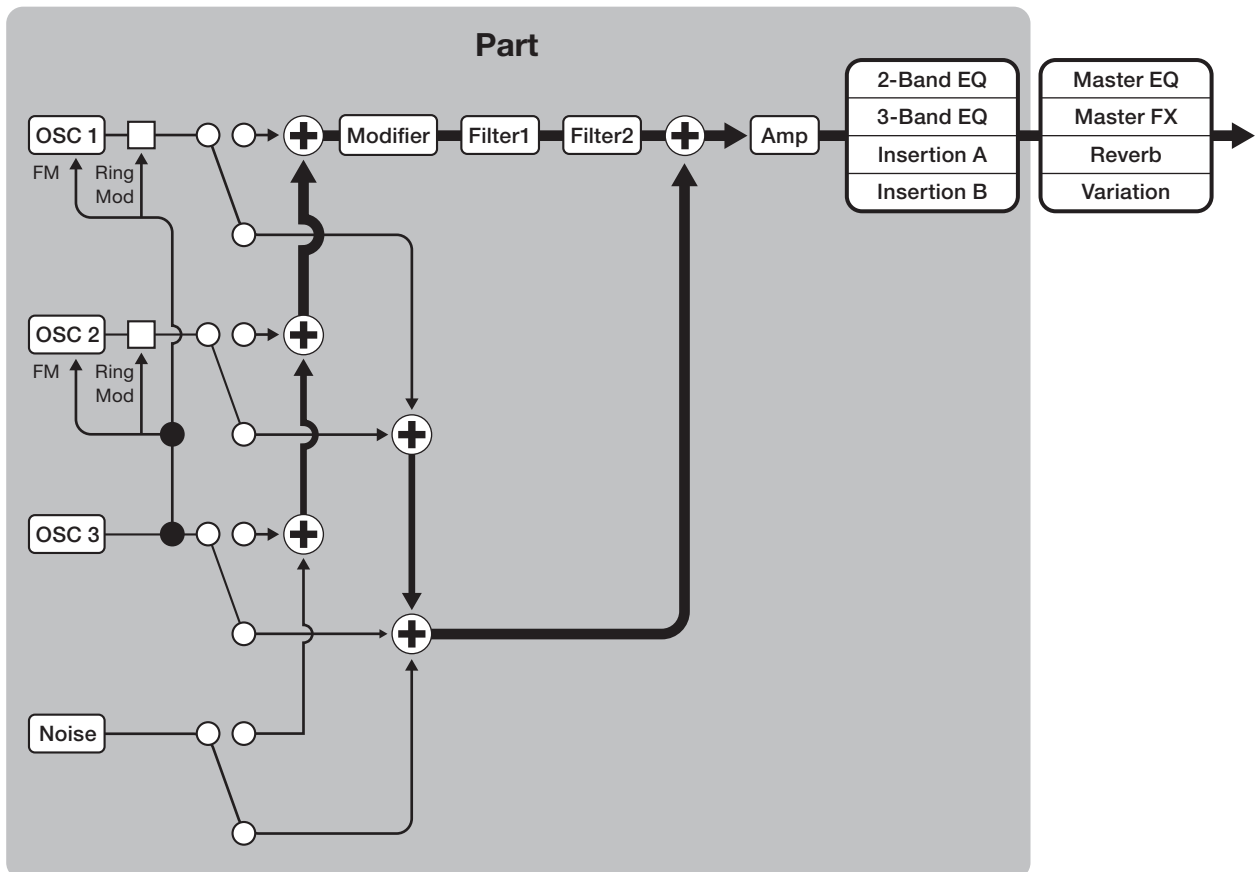 Part
OSC 1
FM
Ring
Mod
Modifier
Filter1
Filter2
Amp
2-Band EQ
3-Band EQ
Insertion A
Insertion B
Master EQ
Master FX
Reverb
Variation
OSC 2
FM
Ring
Mod
OSC 3
Noise